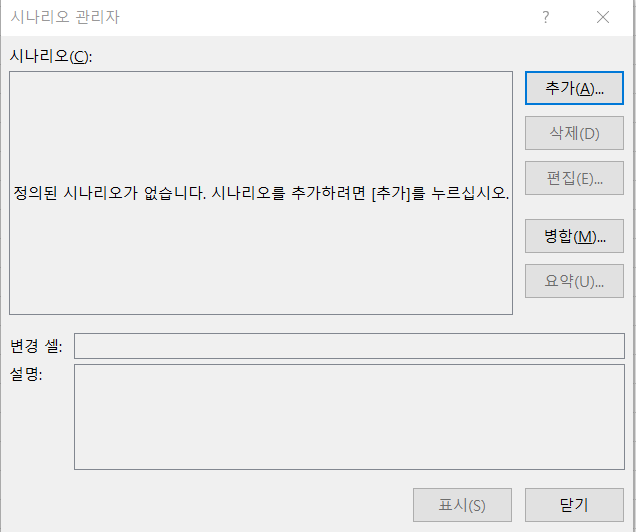 시나리오 관리자
?
시나리오(C):
추가(A)...
삭제(D)
편집(E)...
정의된 시나리오가 없습니다. 시나리오를 추가하려면 [추가]를 누르십시오.
병합(M)...
요약(U)...
변경 셀:
설명:
표시(S)
닫기